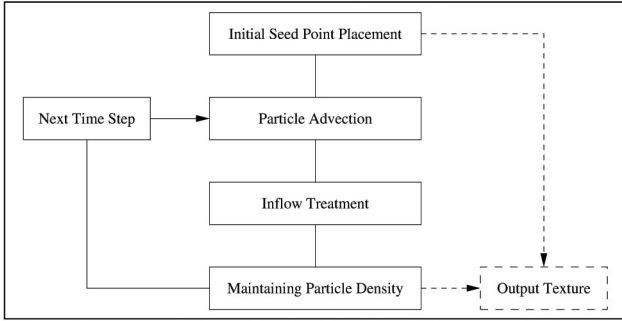 Initial Seed Point Placement
Next Time Step
Particle Advection
Inflow Treatment
Maintaining Particle Density
Output Texture